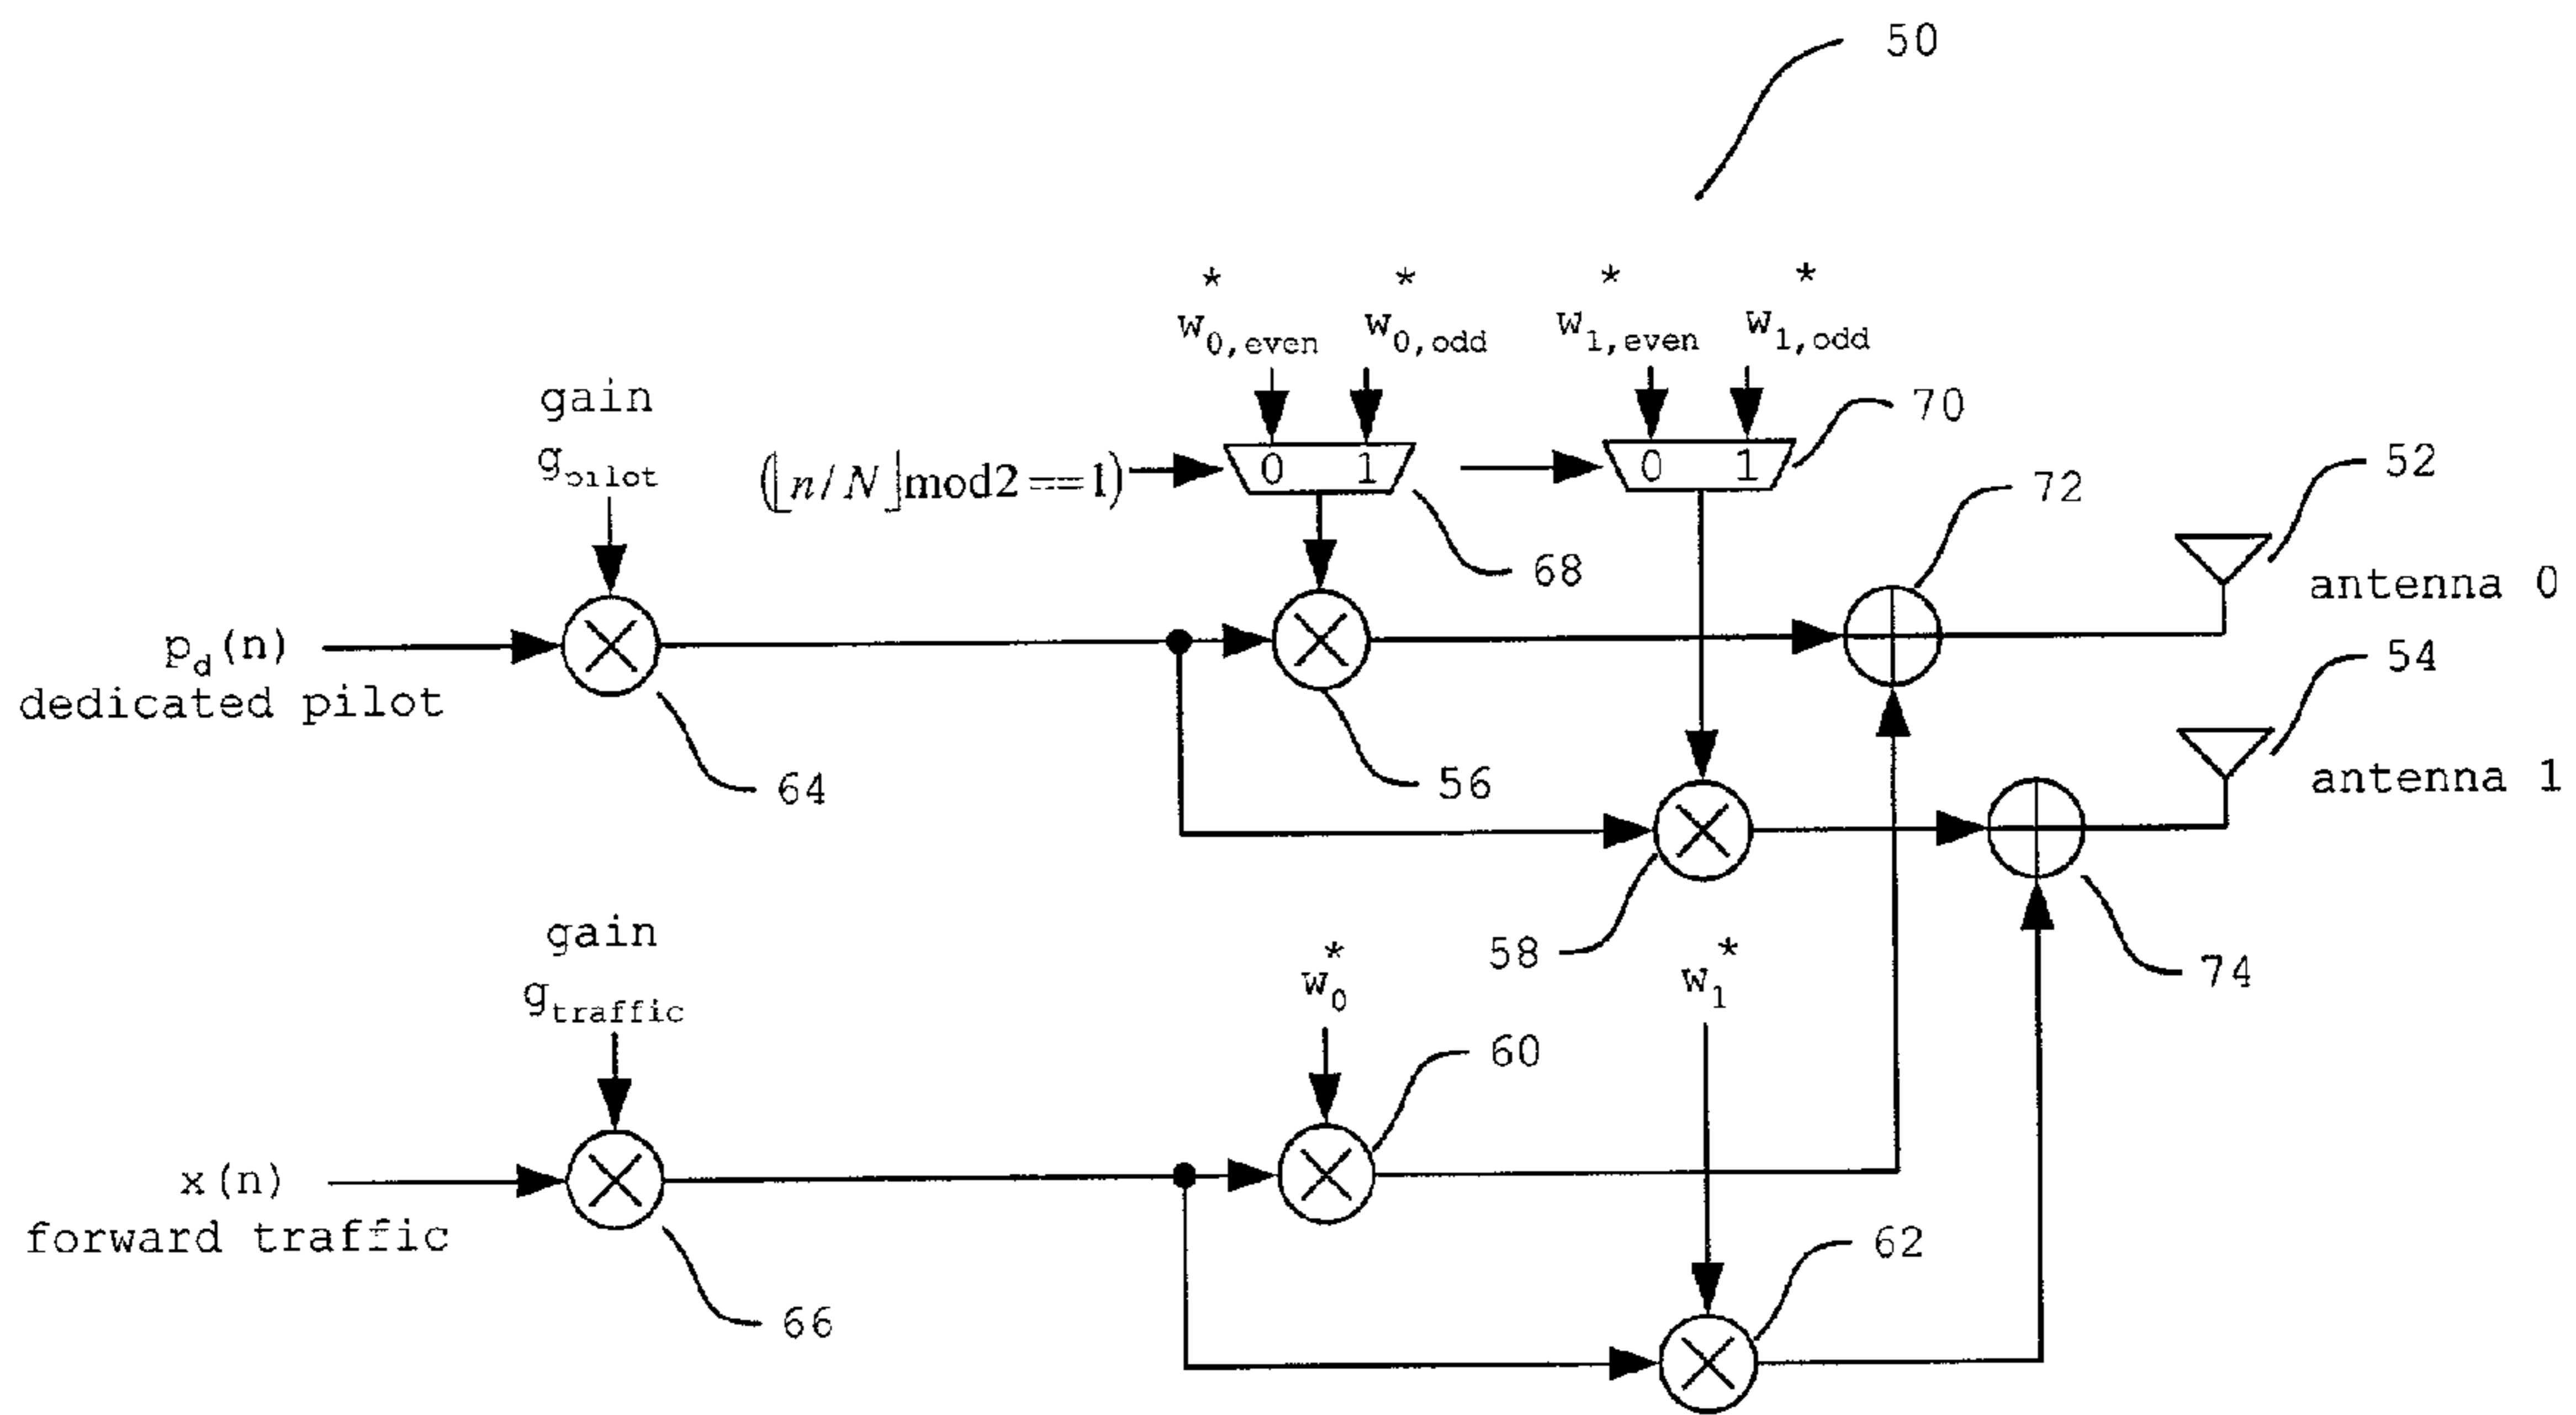 50
* * * *
w0,even w0,odd w1,even w1,odd
gain
gpilot
(⌊n/N⌋mod2==1)
0 1
0 1
70
52
72
68
antenna 0
pd(n)
dedicated pilot
54
64
56
antenna 1
gain
gtraffic
58
w0*
w1*
74
60
x(n)
forward traffic
62
66